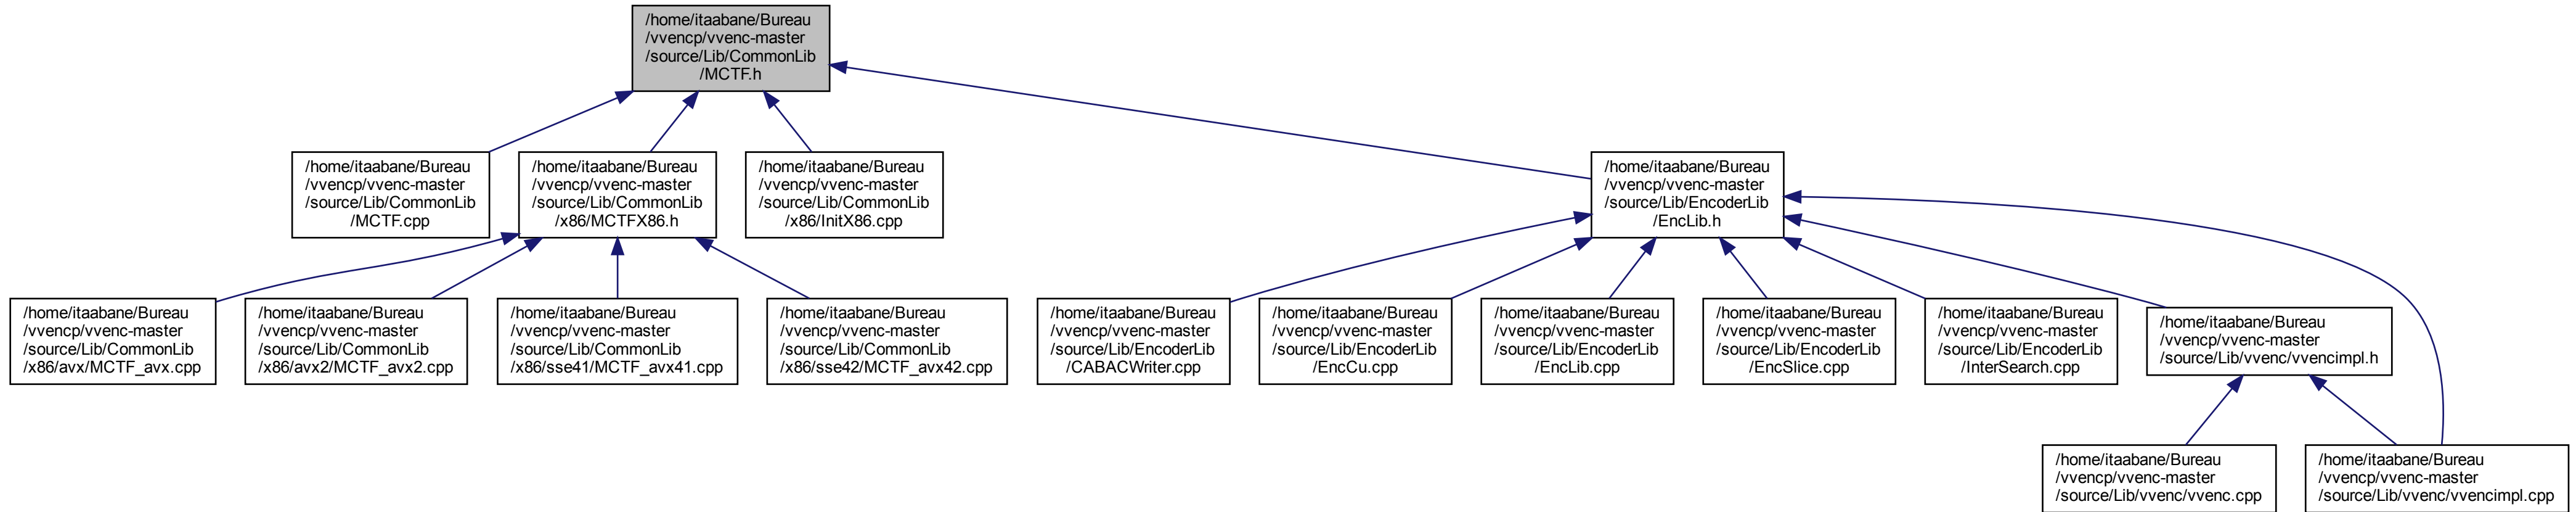 /home/itaabane/Bureau
/vvencp/vvenc-master
/source/Lib/CommonLib
/MCTF.h
/home/itaabane/Bureau
/vvencp/vvenc-master
/source/Lib/CommonLib
/MCTF.cpp
/home/itaabane/Bureau
/vvencp/vvenc-master
/source/Lib/CommonLib
/x86/MCTFX86.h
/home/itaabane/Bureau
/vvencp/vvenc-master
/source/Lib/CommonLib
/x86/InitX86.cpp
/home/itaabane/Bureau
/vvencp/vvenc-master
/source/Lib/EncoderLib
/EncLib.h
/home/itaabane/Bureau
/vvencp/vvenc-master
/source/Lib/CommonLib
/x86/avx/MCTF_avx.cpp
/home/itaabane/Bureau
/vvencp/vvenc-master
/source/Lib/CommonLib
/x86/avx2/MCTF_avx2.cpp
/home/itaabane/Bureau
/vvencp/vvenc-master
/source/Lib/CommonLib
/x86/sse41/MCTF_avx41.cpp
/home/itaabane/Bureau
/vvencp/vvenc-master
/source/Lib/CommonLib
/x86/sse42/MCTF_avx42.cpp
/home/itaabane/Bureau
/vvencp/vvenc-master
/source/Lib/EncoderLib
/CABACWriter.cpp
/home/itaabane/Bureau
/vvencp/vvenc-master
/source/Lib/EncoderLib
/EncCu.cpp
/home/itaabane/Bureau
/vvencp/vvenc-master
/source/Lib/EncoderLib
/EncLib.cpp
/home/itaabane/Bureau
/vvencp/vvenc-master
/source/Lib/EncoderLib
/EncSlice.cpp
/home/itaabane/Bureau
/vvencp/vvenc-master
/source/Lib/EncoderLib
/InterSearch.cpp
/home/itaabane/Bureau
/vvencp/vvenc-master
/source/Lib/vvenc/vvencimpl.h
/home/itaabane/Bureau
/vvencp/vvenc-master
/source/Lib/vvenc/vvenc.cpp
/home/itaabane/Bureau
/vvencp/vvenc-master
/source/Lib/vvenc/vvencimpl.cpp